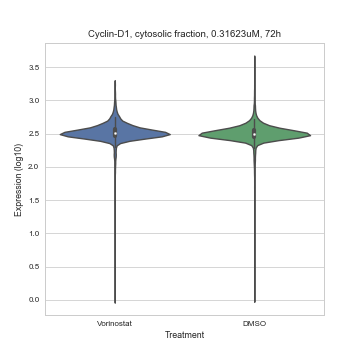 Cyclin-D1, cytosolic fraction, 0.31623uM, 72h
3.5
3.0
2.5
2.0
1.5
1.0
0.5
0.0
Expression (log10)
Vorinostat DMSO
Treatment